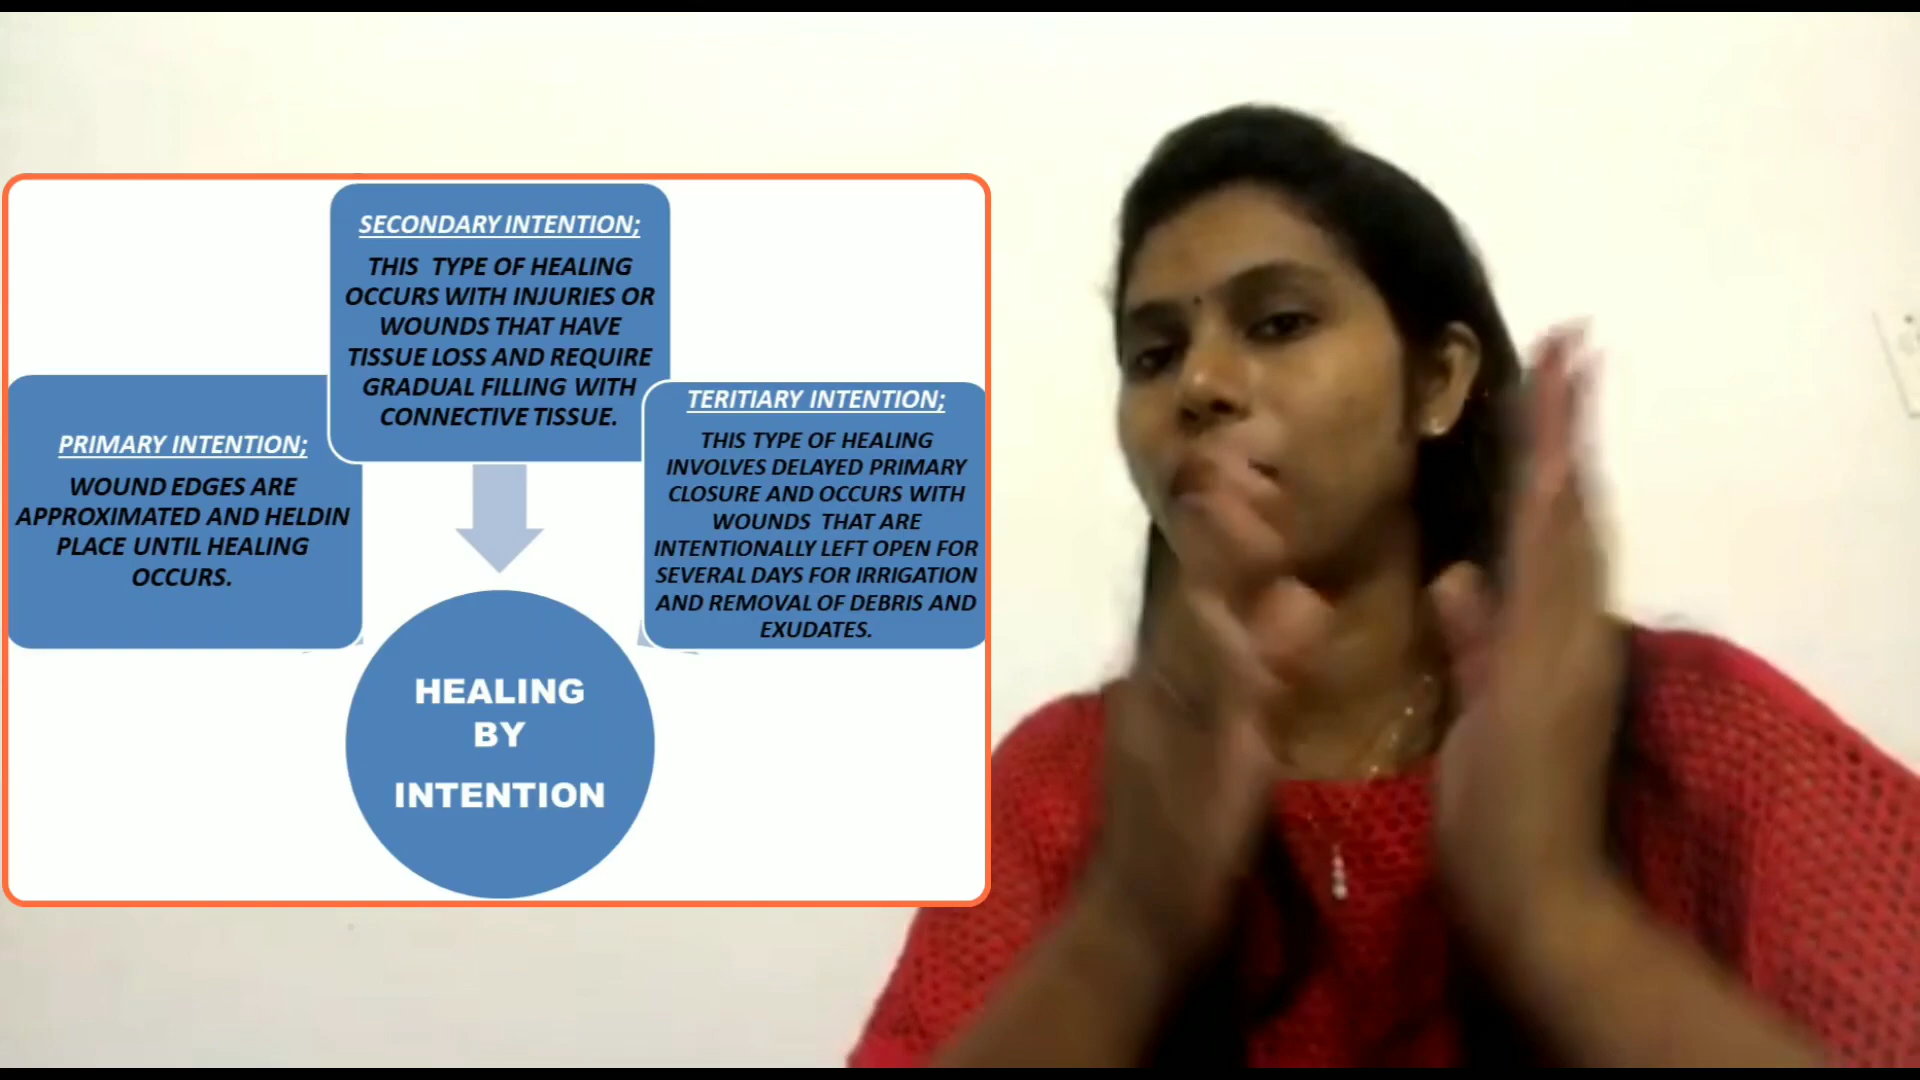 SECONDARY INTENTION;
THIS TYPE OF HEALING
OCCURS WITH INJURIES OR
WOUNDS THAT HAVE
TISSUE LOSS AND REQUIRE
GRADUAL FILLING WITH
CONNECTIVE TISSUE.
PRIMARY INTENTION;
WOUND EDGES ARE
APPROXIMATED AND HELDIN
PLACE UNTIL HEALING
OCCURS.
TERITIARY INTENTION;
THIS TYPE OF HEALING
INVOLVES DELAYED PRIMARY
CLOSURE AND OCCURS WITH
WOUNDS THAT ARE
INTENTIONALLY LEFT OPEN FOR
SEVERAL DAYS FOR IRRIGATION
AND REMOVAL OF DEBRIS AND
EXUDATES.
HEALING
BY
INTENTION